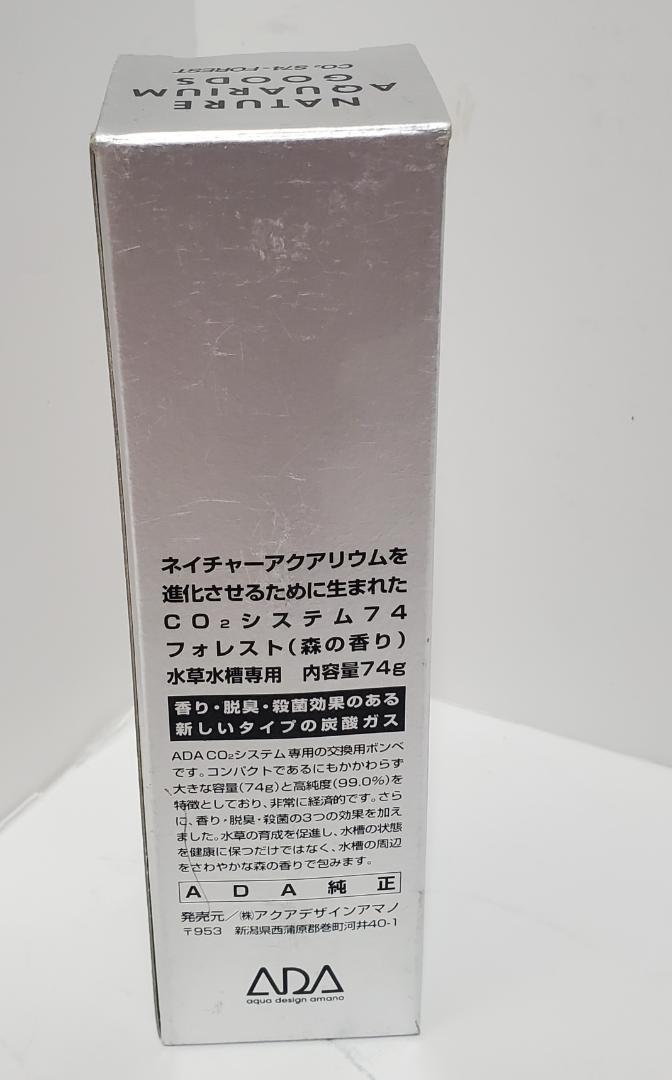 NATURE
AQUARIUM
GOODS
CO₂ S74-FOREST
ネイチャーアクアリウムを
進化させるために生まれた
CO₂システム74
フォレスト(森の香り)
水草水槽専用 内容量74g
香り・脱臭・殺菌効果のある
新しいタイプの炭酸ガス
ADA CO₂システム専用の交換用ボンベ
です。コンパクトであるにもかかわらず
大きな容量(74g)と高純度(99.0%)を
特徴としており、非常に経済的です。さら
に、香り・脱臭・殺菌の3つの効果を加え
ました。水草の育成を促進し、水槽の状態
を健康に保つだけではなく、水槽の周辺
をさわやかな森の香りで包みます。
ADA純正
発売元/㈱アクアデザインアマノ
〒953 新潟県西蒲原郡巻町河井40-1
ADA
aqua design amano